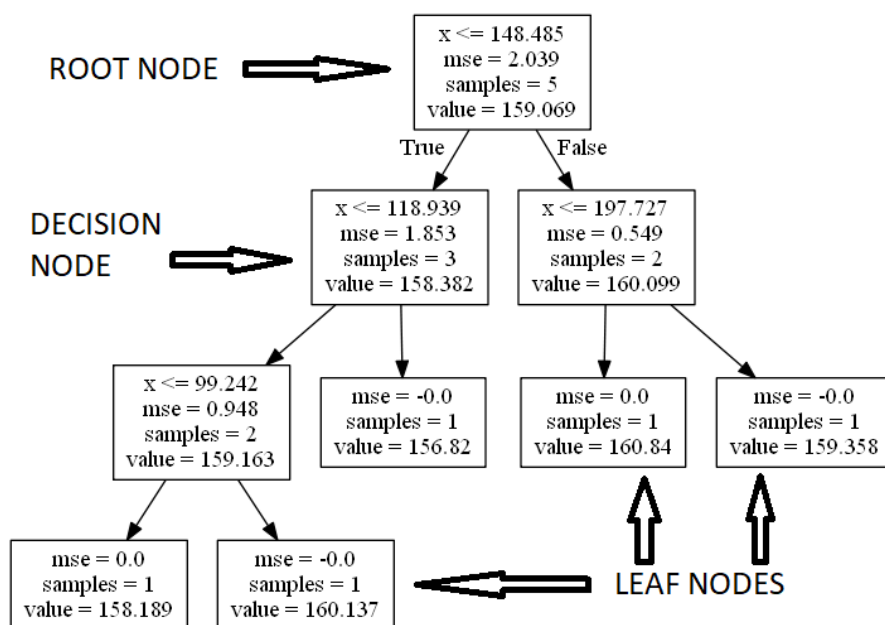 x <= 148.485
mse = 2.039
samples = 5
value = 159.069
ROOT NODE
True
False
x <= 118.939
mse = 1.853
samples = 3
value = 158.382
x <= 197.727
mse = 0.549
samples = 2
value = 160.099
DECISION
NODE
x <= 99.242
mse = 0.948
samples = 2
value = 159.163
mse = -0.0
samples = 1
value = 156.82
mse = 0.0
samples = 1
value = 160.84
mse = -0.0
samples = 1
value = 159.358
mse = 0.0
samples = 1
value = 158.189
mse = -0.0
samples = 1
value = 160.137
LEAF NODES